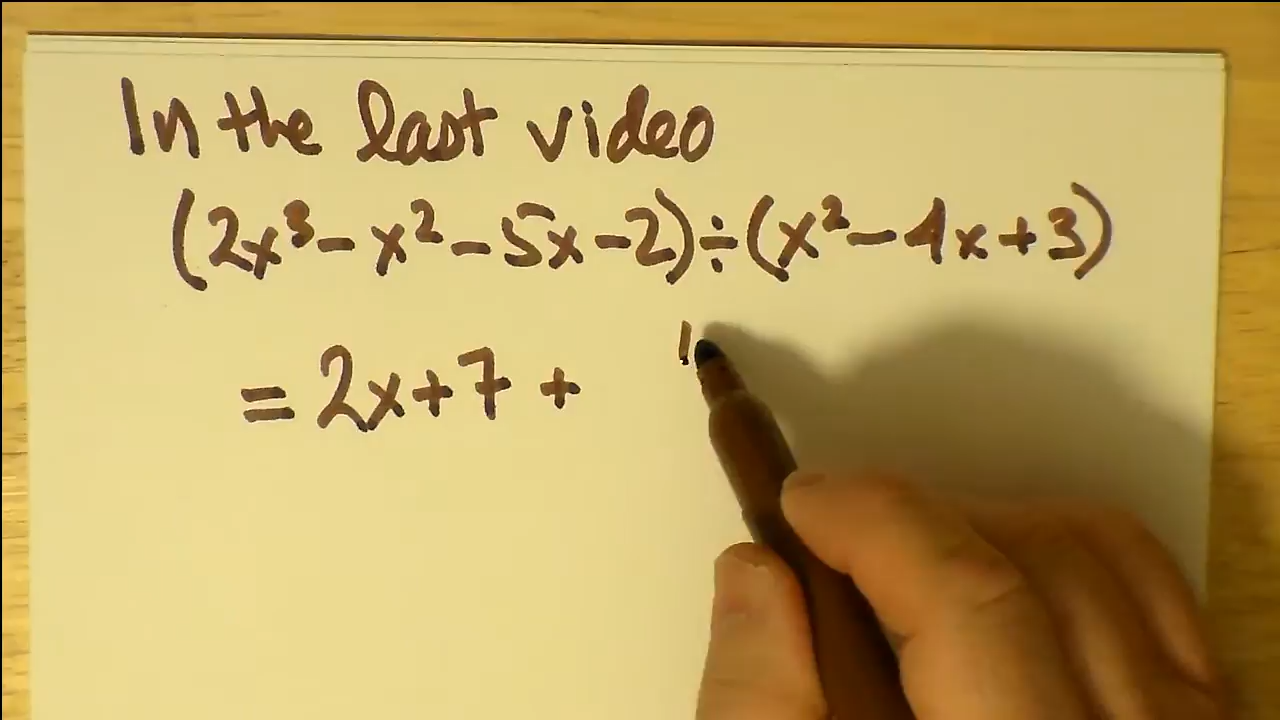 In the last video
(2x³-x²-5x-2)÷(x²-4x+3)
=2x+7+